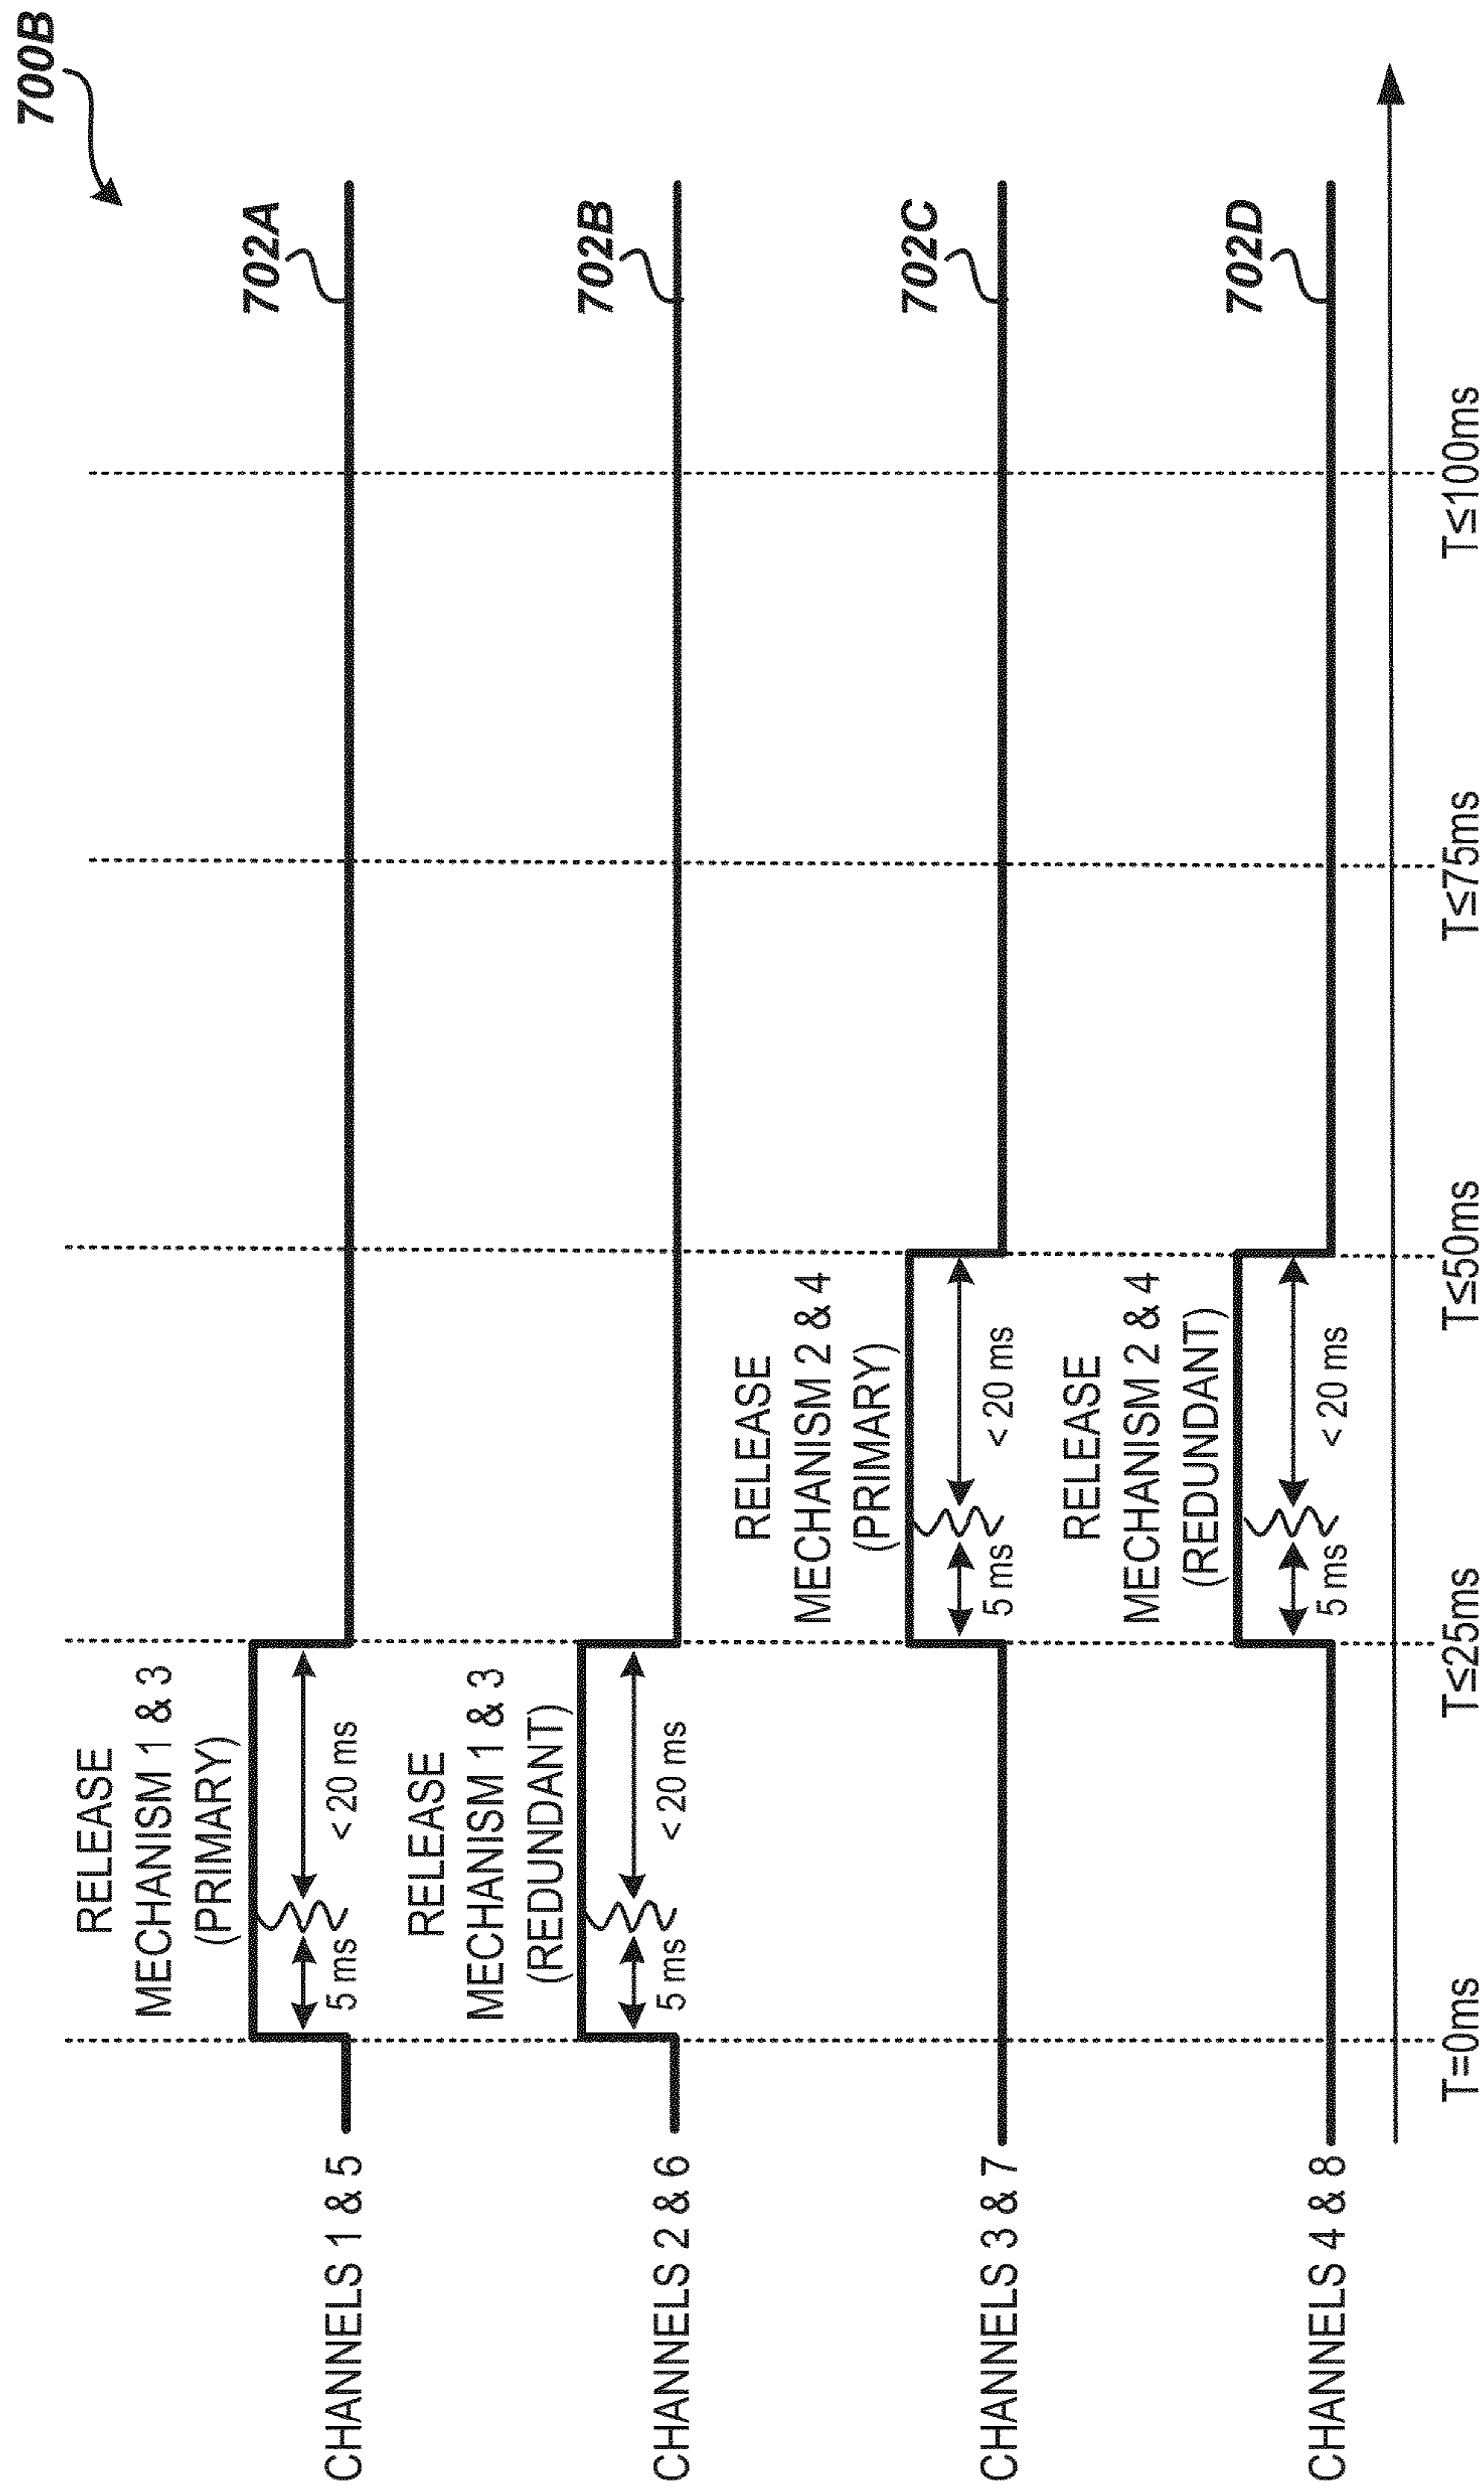 700B
RELEASE
MECHANISM 1 & 3
(PRIMARY)
5 ms
< 20 ms
CHANNELS 1 & 5
702A
RELEASE
MECHANISM 1 & 3
(REDUNDANT)
5 ms
< 20 ms
CHANNELS 2 & 6
702B
RELEASE
MECHANISM 2 & 4
(PRIMARY)
5 ms
< 20 ms
CHANNELS 3 & 7
702C
RELEASE
MECHANISM 2 & 4
(REDUNDANT)
5 ms
< 20 ms
CHANNELS 4 & 8
702D
T=0ms
T≤25ms
T≤50ms
T≤75ms
T≤100ms